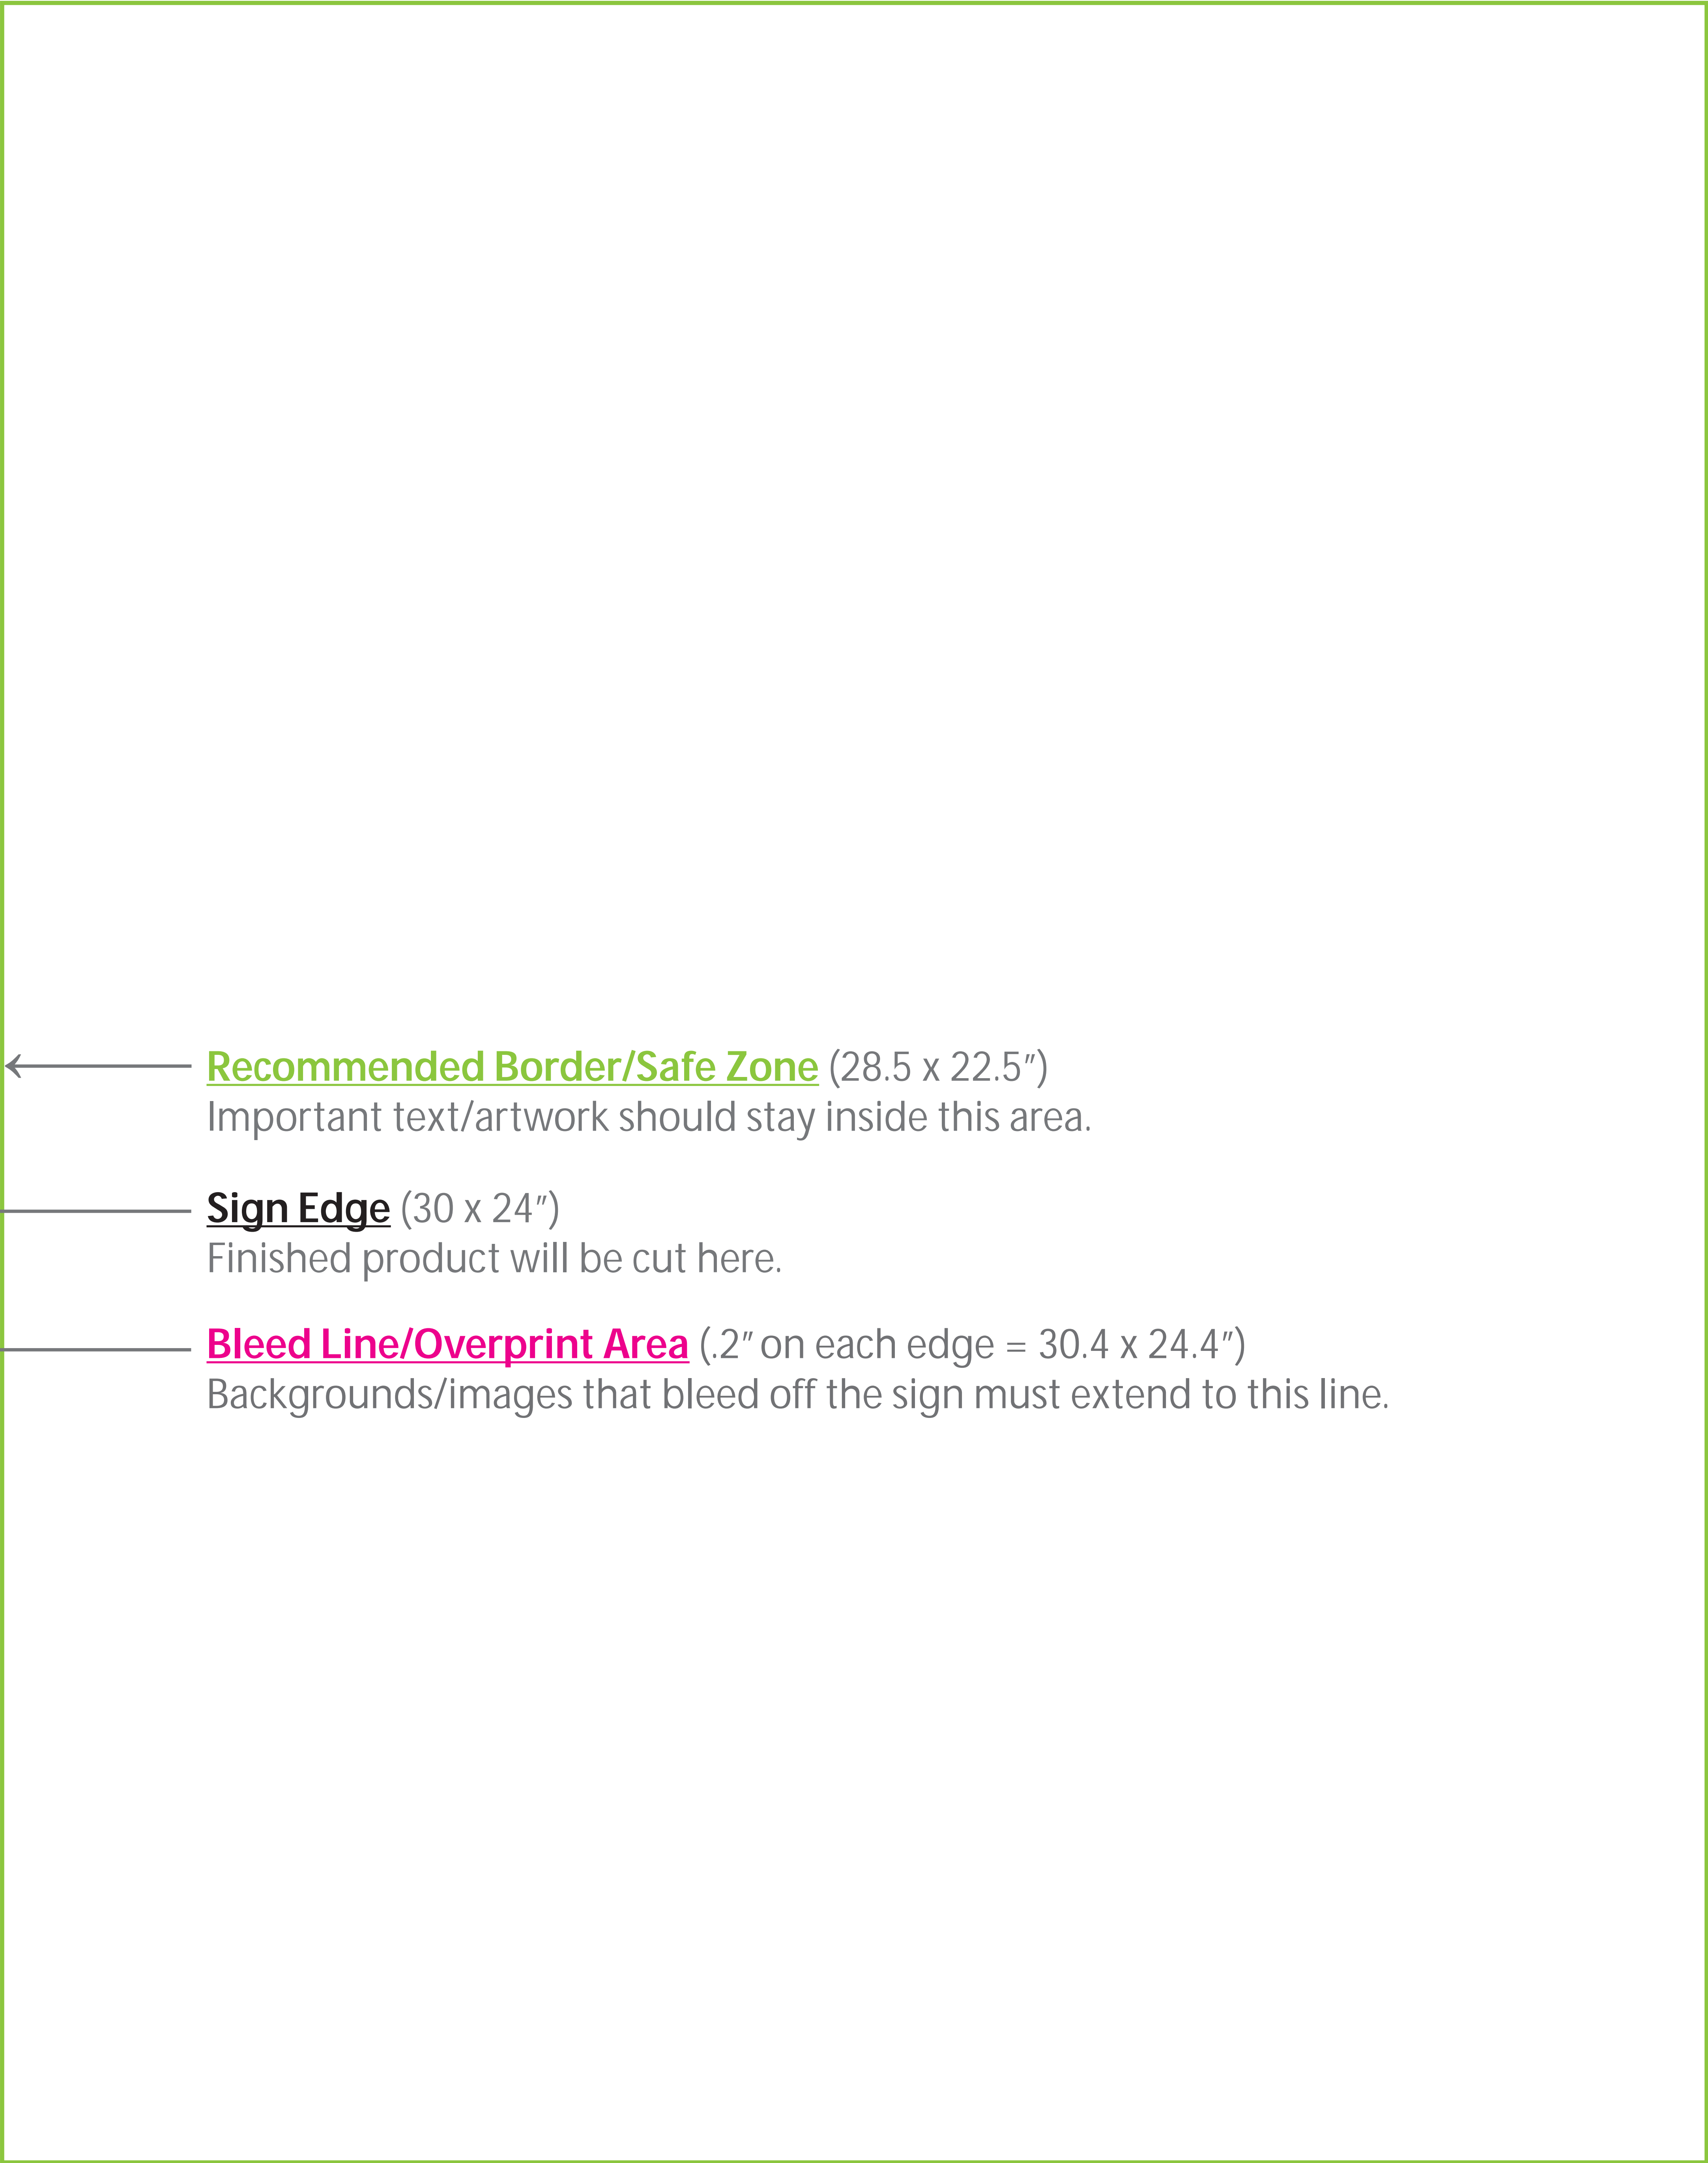 Recommended Border/Safe Zone (28.5 x 22.5")
Important text/artwork should stay inside this area.
Sign Edge (30 x 24")
Finished product will be cut here.
Bleed Line/Overprint Area (.2" on each edge = 30.4 x 24.4")
Backgrounds/images that bleed off the sign must extend to this line.